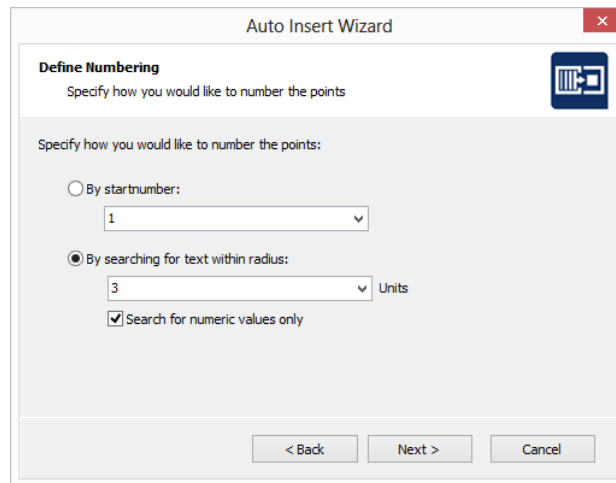 Auto Insert Wizard
Define Numbering
Specify how you would like to number the points
Specify how you would like to number the points:
By startnumber:
1
By searching for text within radius:
3 Units
Search for numeric values only
< Back Next > Cancel